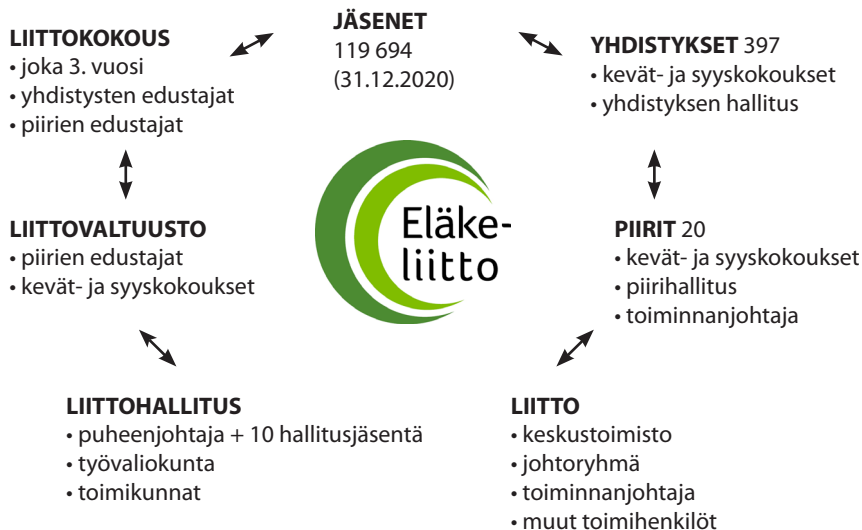 JÄSENET
119 694
(31.12.2020)
LIITTOKOKOUS
• joka 3. vuosi
• yhdistysten edustajat
• piirien edustajat
YHDISTYKSET 397
• kevät- ja syyskokoukset
• yhdistyksen hallitus
Eläke-
liitto
LIITTOVALTUUSTO
• piirien edustajat
• kevät- ja syyskokoukset
PIIRIT 20
• kevät- ja syyskokoukset
• piirihallitus
• toiminnanjohtaja
LIITTOHALLITUS
• puheenjohtaja + 10 hallitusjäsentä
• työvaliokunta
• toimikunnat
LIITTO
• keskustoimisto
• johtoryhmä
• toiminnanjohtaja
• muut toimihenkilöt